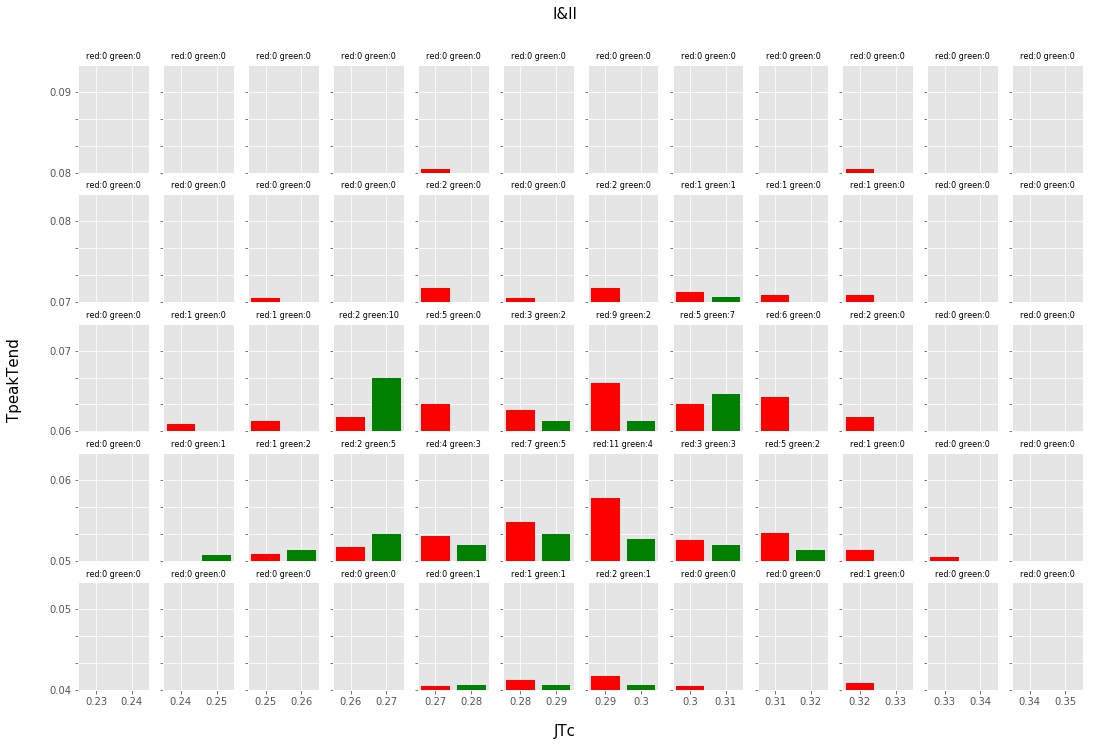 I&II
red:0 green:0 red:0 green:0 red:0 green:0 red:0 green:0 red:0 green:0 red:0 green:0 red:0 green:0 red:0 green:0 red:0 green:0 red:0 green:0 red:0 green:0 red:0 green:0
0.09
0.08
red:0 green:0 red:0 green:0 red:0 green:0 red:0 green:0 red:2 green:0 red:0 green:0 red:2 green:0 red:1 green:1 red:1 green:0 red:1 green:0 red:0 green:0 red:0 green:0
0.08
0.07
red:0 green:0 red:1 green:0 red:1 green:0 red:2 green:10 red:5 green:0 red:3 green:2 red:9 green:2 red:5 green:7 red:6 green:0 red:2 green:0 red:0 green:0 red:0 green:0
0.07
0.06
TpeakTend
red:0 green:0 red:0 green:1 red:1 green:2 red:2 green:5 red:4 green:3 red:7 green:5 red:11 green:4 red:3 green:3 red:5 green:2 red:1 green:0 red:0 green:0 red:0 green:0
0.06
0.05
red:0 green:0 red:0 green:0 red:0 green:0 red:0 green:0 red:0 green:1 red:1 green:1 red:2 green:1 red:0 green:0 red:0 green:0 red:1 green:0 red:0 green:0 red:0 green:0
0.05
0.04
0.23 0.24 0.24 0.25 0.25 0.26 0.26 0.27 0.27 0.28 0.28 0.29 0.29 0.3 0.3 0.31 0.31 0.32 0.32 0.33 0.33 0.34 0.34 0.35
JTc